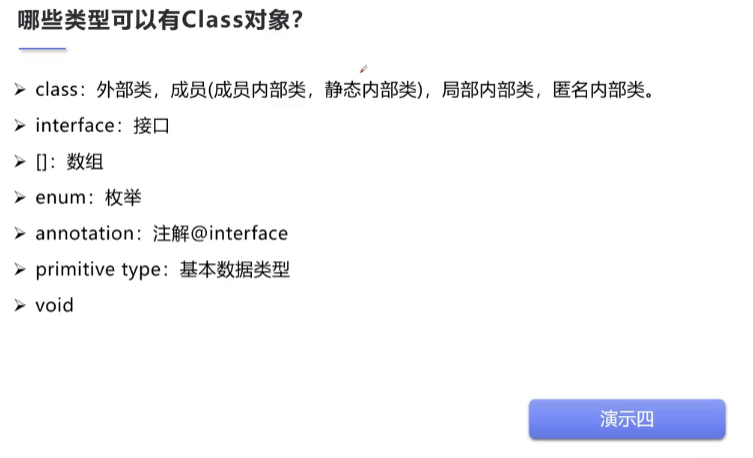 哪些类型可以有Class对象？
➢ class：外部类，成员(成员内部类，静态内部类)，局部内部类，匿名内部类。
➢ interface：接口
➢ []：数组
➢ enum：枚举
➢ annotation：注解@interface
➢ primitive type：基本数据类型
➢ void
演示四